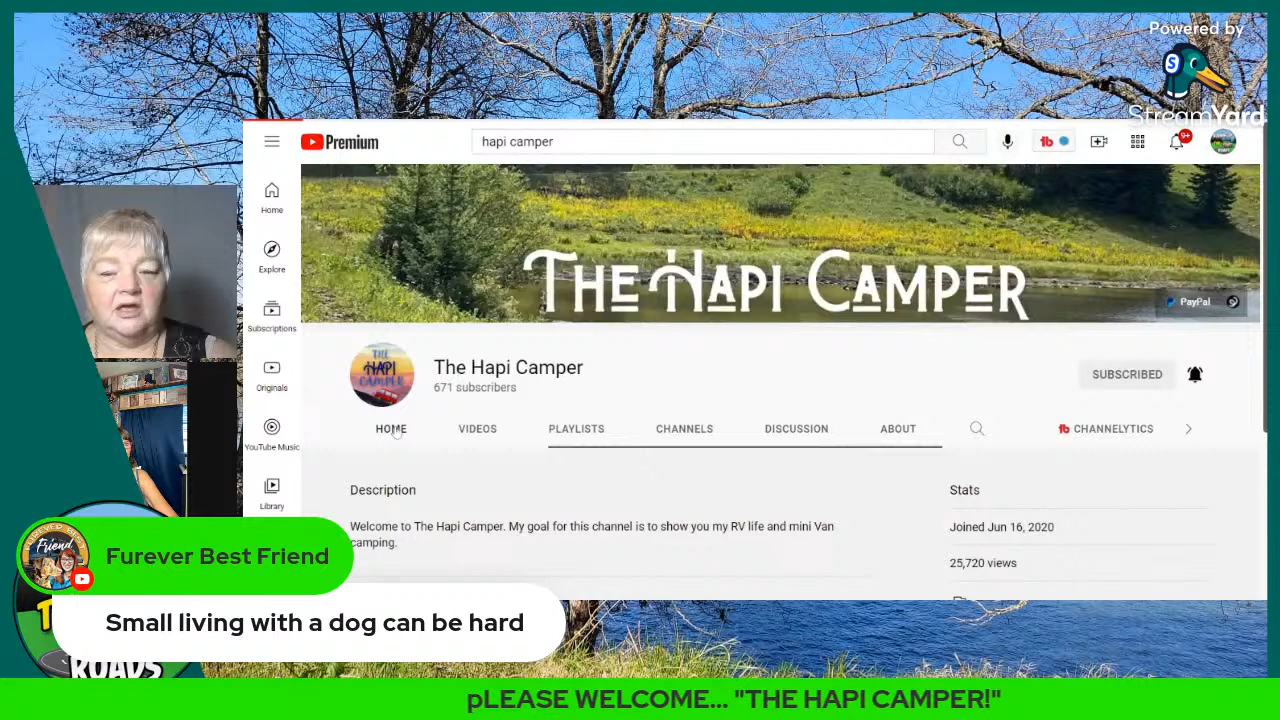 Powered by
StreamYard
Premium
hapi camper
9+
Home
Explore
Subscriptions
Originals
YouTube Music
Library
THE HAPI CAMPER
PayPal
THE HAPI CAMPER
The Hapi Camper
671 subscribers
SUBSCRIBED
HOME
VIDEOS
PLAYLISTS
CHANNELS
DISCUSSION
ABOUT
CHANNELYTICS
Description
Stats
Welcome to The Hapi Camper. My goal for this channel is to show you my RV life and mini Van
camping.
Joined Jun 16, 2020
25,720 views
Furever Best Friend
Small living with a dog can be hard
ROADS
pLEASE WELCOME... "THE HAPI CAMPER!"